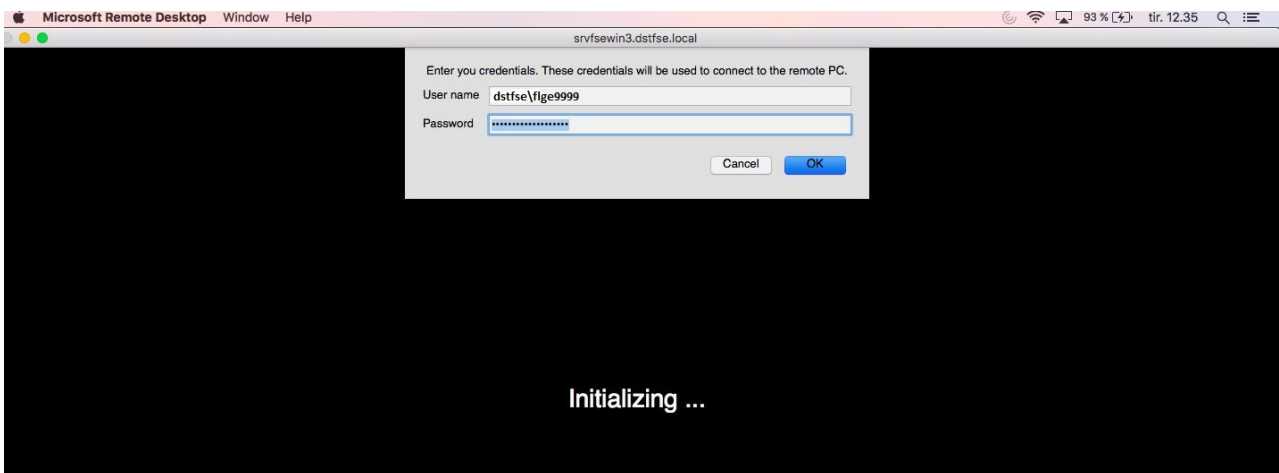 Microsoft Remote Desktop Window Help 93 % tir. 12.35
srvfsewin3.dstfse.local
Enter you credentials. These credentials will be used to connect to the remote PC.
User name dstfse\flge9999
Password ••••••••••••••••••
Cancel OK
Initializing ...